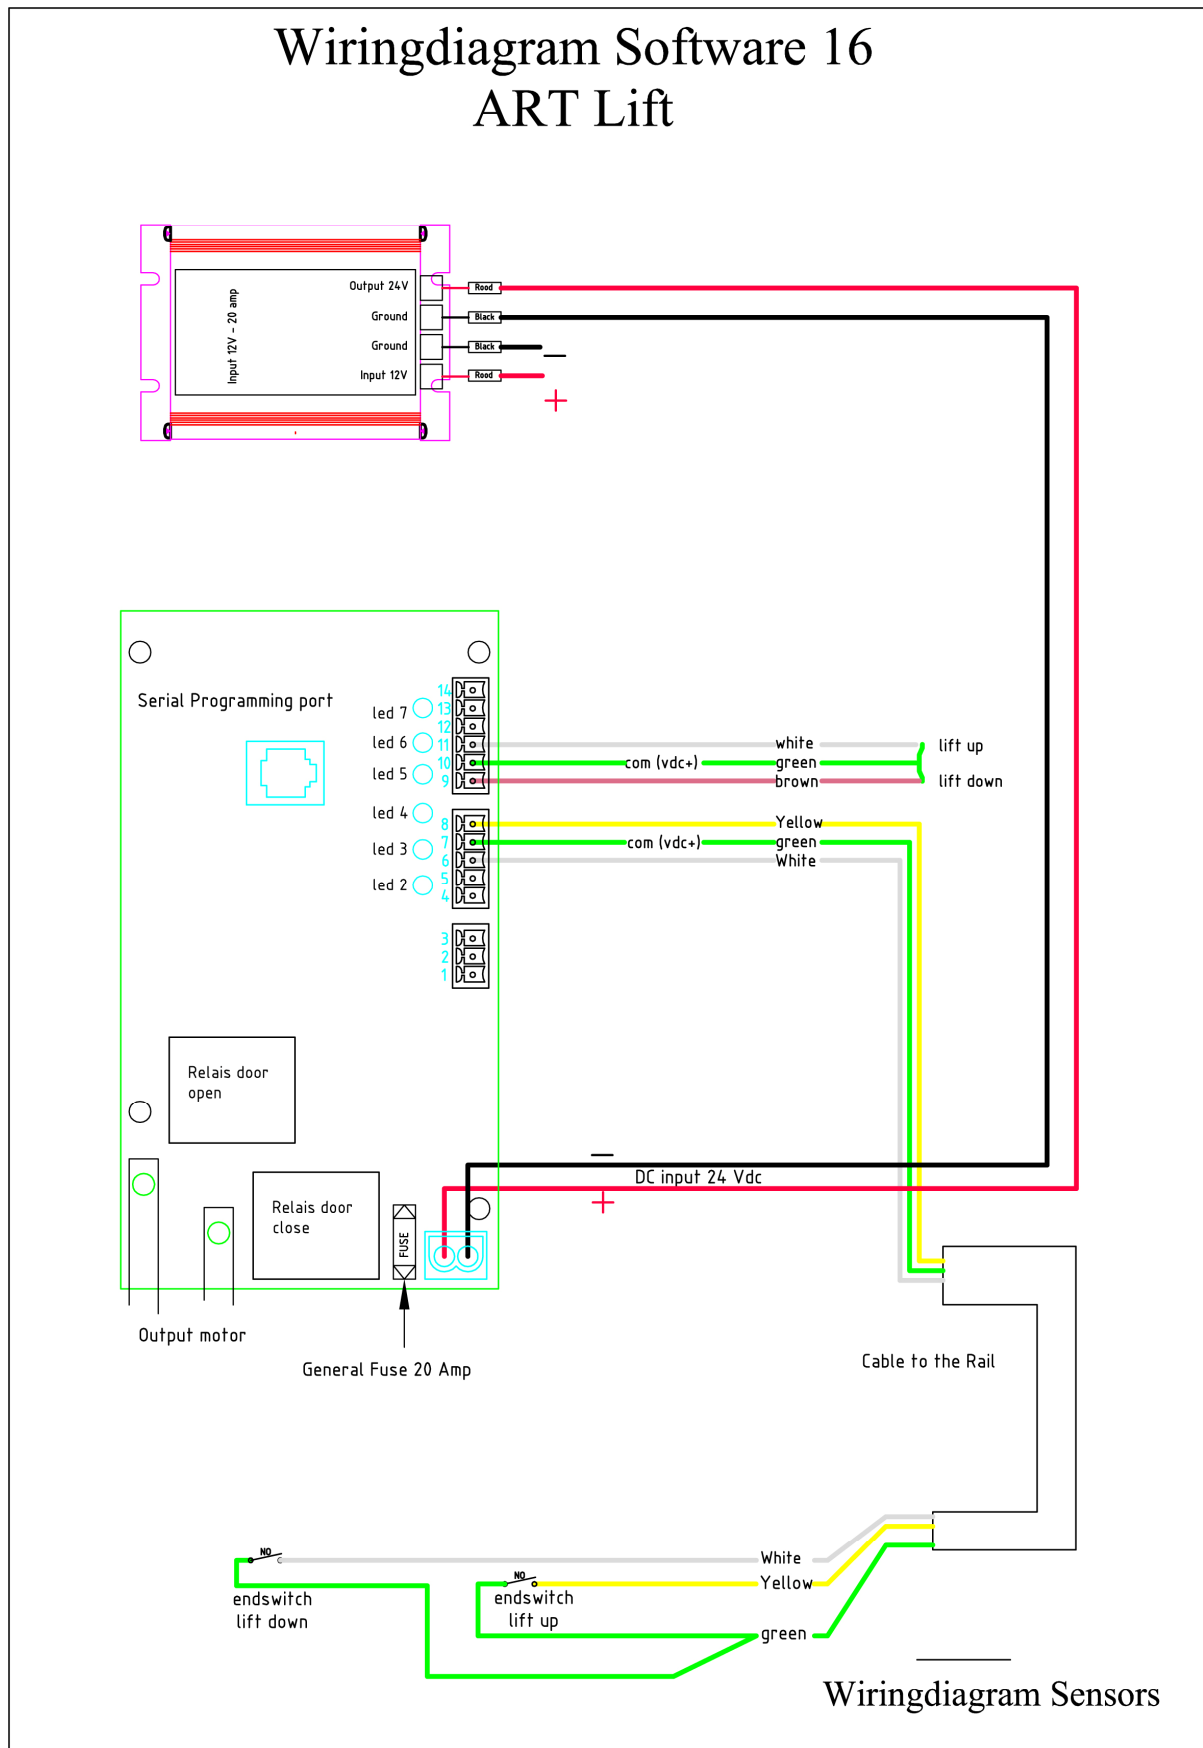 Wiringdiagram Software 16
ART Lift
Input 12V - 20 amp
Output 24V
Rood
Ground
Black
Ground
Black
−
Input 12V
Rood
+
Serial Programming port
led 7
led 6
led 5
led 4
led 3
led 2
14
13
12
11
10
9
8
7
6
5
4
3
2
1
white
lift up
com (vdc+)
green
brown
lift down
Yellow
com (vdc+)
green
White
Relais door
open
Relais door
close
FUSE
−
DC input 24 Vdc
+
Output motor
General Fuse 20 Amp
Cable to the Rail
NO
White
endswitch
lift down
NO
Yellow
endswitch
lift up
green
Wiringdiagram Sensors